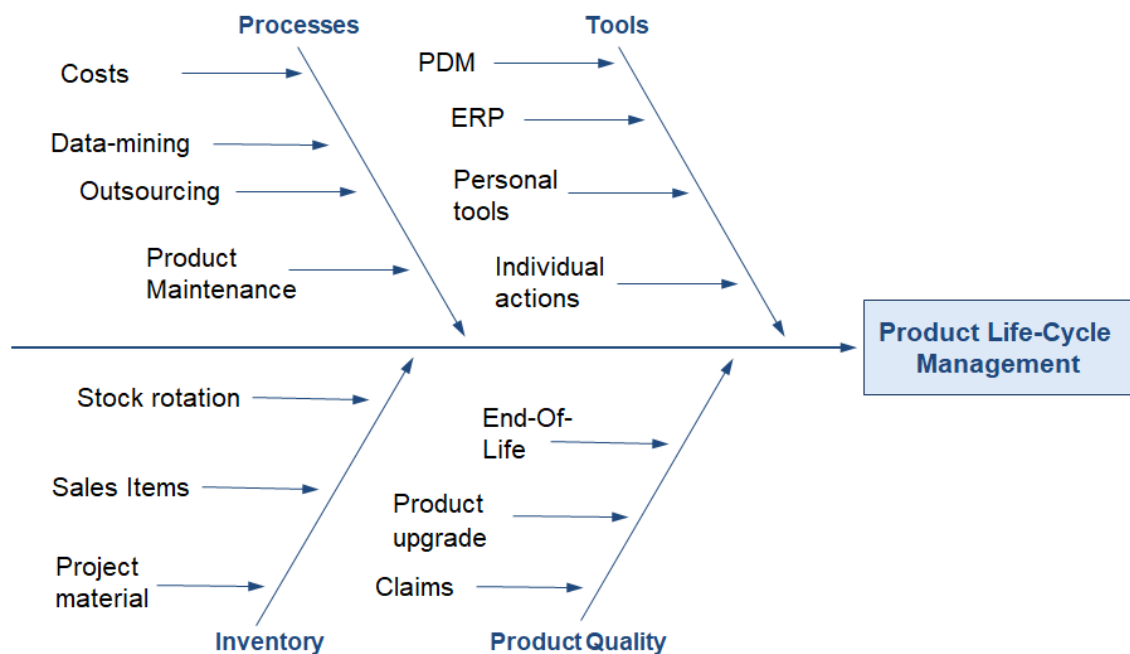 Processes
Tools
Costs
Data-mining
Outsourcing
Product
Maintenance
PDM
ERP
Personal
tools
Individual
actions
Product Life-Cycle
Management
Stock rotation
Sales Items
Project
material
End-Of-
Life
Product
upgrade
Claims
Inventory
Product Quality